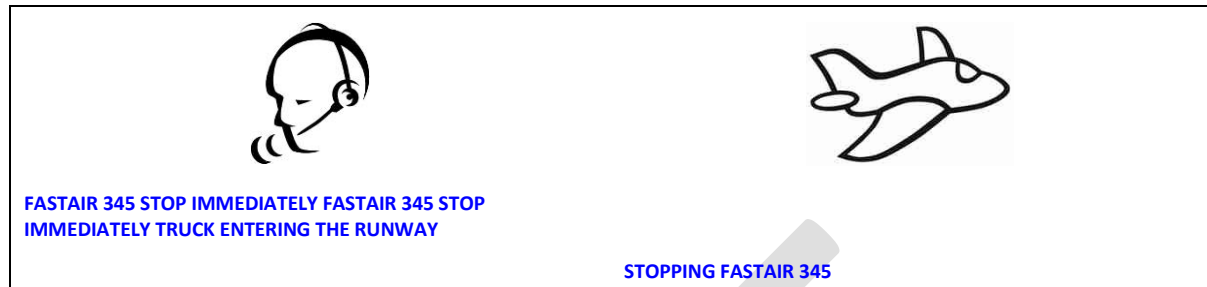 FASTAIR 345 STOP IMMEDIATELY FASTAIR 345 STOP
IMMEDIATELY TRUCK ENTERING THE RUNWAY
STOPPING FASTAIR 345